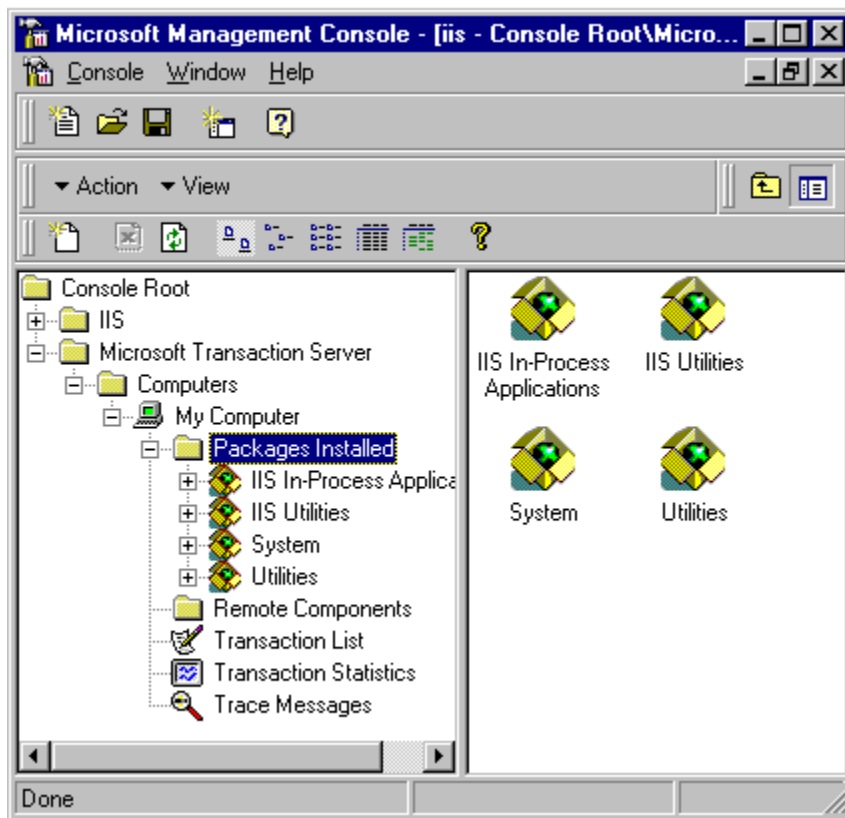 Microsoft Management Console - [iis - Console Root\Micro...
Console Window Help
Action View
Console Root
IIS
Microsoft Transaction Server
Computers
My Computer
Packages Installed
IIS In-Process Applica
IIS Utilities
System
Utilities
Remote Components
Transaction List
Transaction Statistics
Trace Messages
IIS In-Process
Applications
IIS Utilities
System
Utilities
Done